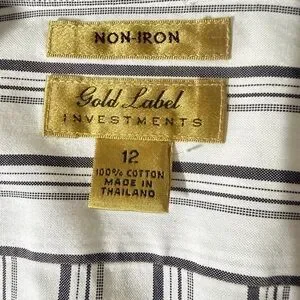 NON-IRON
Gold Label
INVESTMENTS
12
100% COTTON
MADE IN
THAILAND